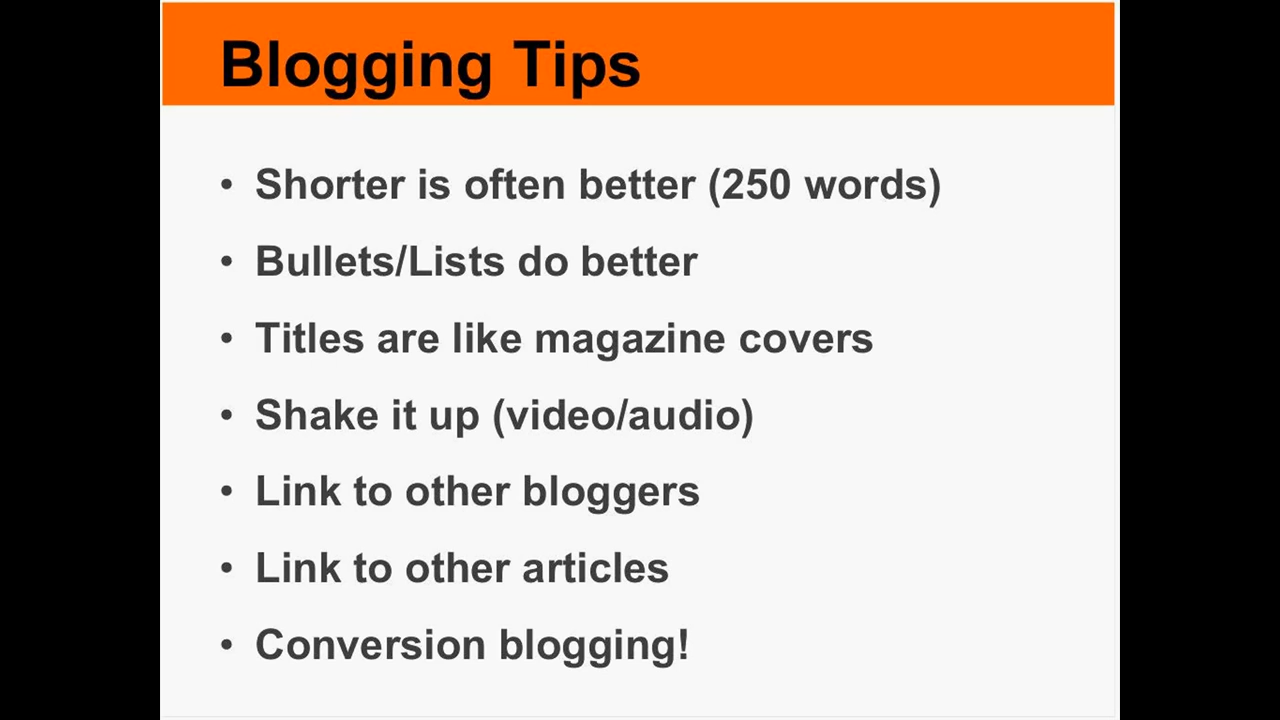 Blogging Tips
• Shorter is often better (250 words)
• Bullets/Lists do better
• Titles are like magazine covers
• Shake it up (video/audio)
• Link to other bloggers
• Link to other articles
• Conversion blogging!